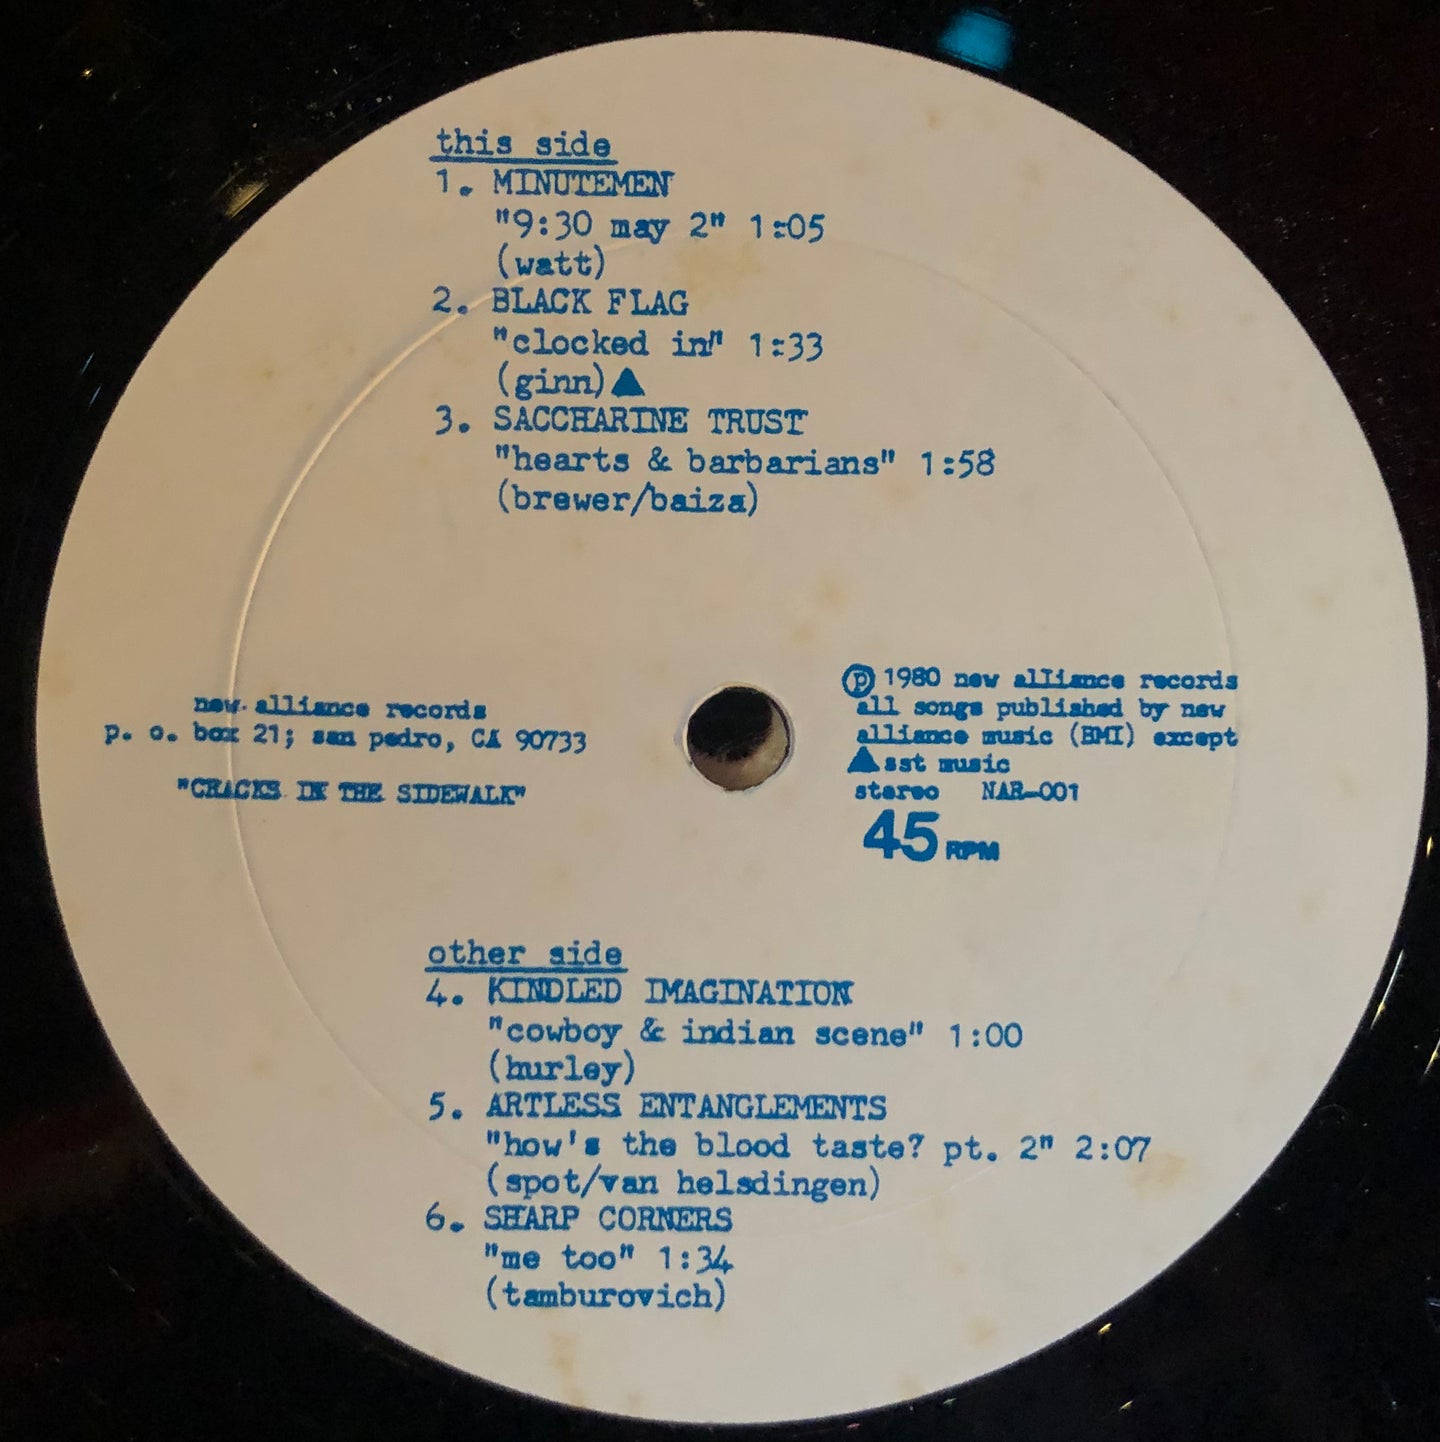 this side
1. MINUTEMEN
"9:30 may 2" 1:05
(watt)
2. BLACK FLAG
"clocked in" 1:33
(ginn)▲
3. SACCHARINE TRUST
"hearts & barbarians" 1:58
(brewer/baiza)
new alliance records
p. o. box 21; san pedro, CA 90733
"CRACKS IN THE SIDEWALK"
Ⓟ 1980 new alliance records
all songs published by new
alliance music (BMI) except
▲sst music
stereo NAR-001
45 RPM
other side
4. KINDLED IMAGINATION
"cowboy & indian scene" 1:00
(hurley)
5. ARTLESS ENTANGLEMENTS
"how's the blood taste? pt. 2" 2:07
(spot/van helsdingen)
6. SHARP CORNERS
"me too" 1:34
(tamburovich)